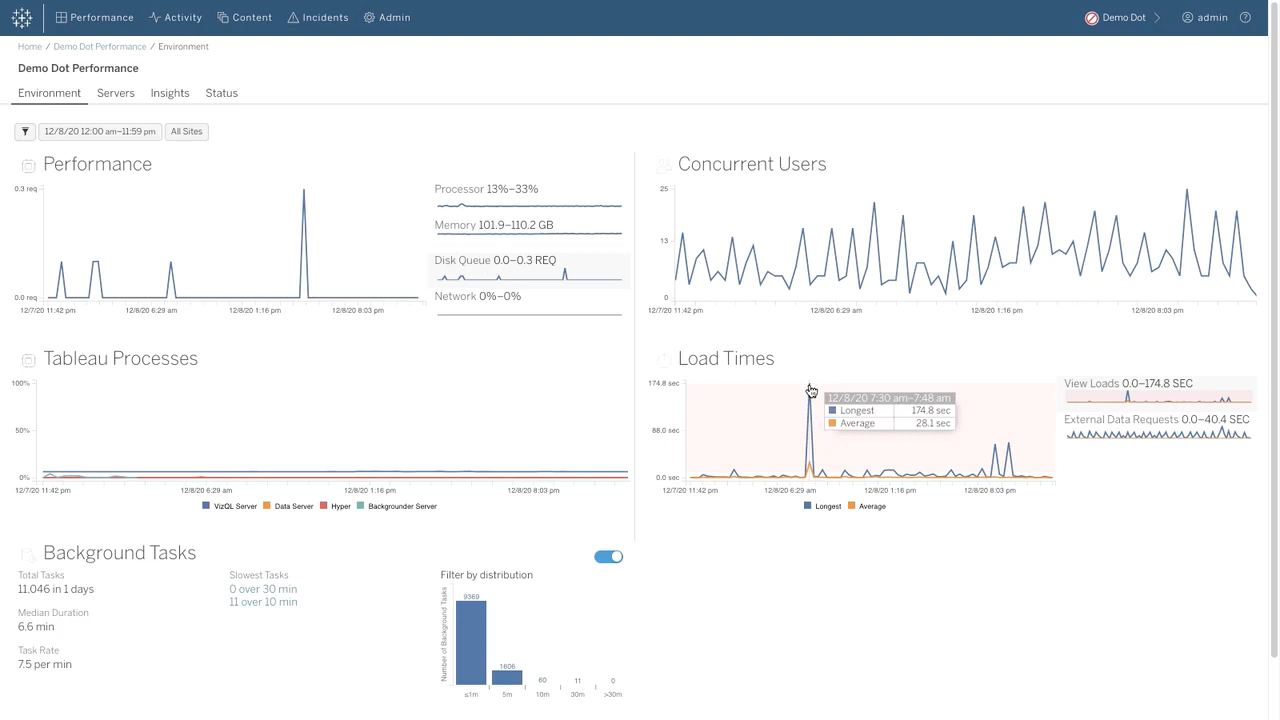 Performance
Activity
Content
Incidents
Admin
Demo Dot
admin
Home / Demo Dot Performance / Environment
Demo Dot Performance
Environment
Servers
Insights
Status
12/8/20 12:00 am–11:59 pm
All Sites
Performance
0.3 req
0.0 req
12/7/20 11:42 pm
12/8/20 6:29 am
12/8/20 1:16 pm
12/8/20 8:03 pm
Processor 13%–33%
Memory 101.9–110.2 GB
Disk Queue 0.0–0.3 REQ
Network 0%–0%
Concurrent Users
25
13
0
12/7/20 11:42 pm
12/8/20 6:29 am
12/8/20 1:16 pm
12/8/20 8:03 pm
Tableau Processes
100%
50%
0%
12/7/20 11:42 pm
12/8/20 6:29 am
12/8/20 1:16 pm
12/8/20 8:03 pm
VizQL Server
Data Server
Hyper
Backgrounder Server
Load Times
174.8 sec
88.0 sec
0.0 sec
12/8/20 7:30 am–7:48 am
Longest 174.8 sec
Average 28.1 sec
12/7/20 11:42 pm
12/8/20 6:29 am
12/8/20 1:16 pm
12/8/20 8:03 pm
Longest
Average
View Loads 0.0–174.8 SEC
External Data Requests 0.0–40.4 SEC
Background Tasks
Total Tasks
11,046 in 1 days
Median Duration
6.6 min
Task Rate
7.5 per min
Slowest Tasks
0 over 30 min
11 over 10 min
Filter by distribution
Number of Background Tasks
9369
1606
60
11
0
≤1m
5m
10m
30m
>30m